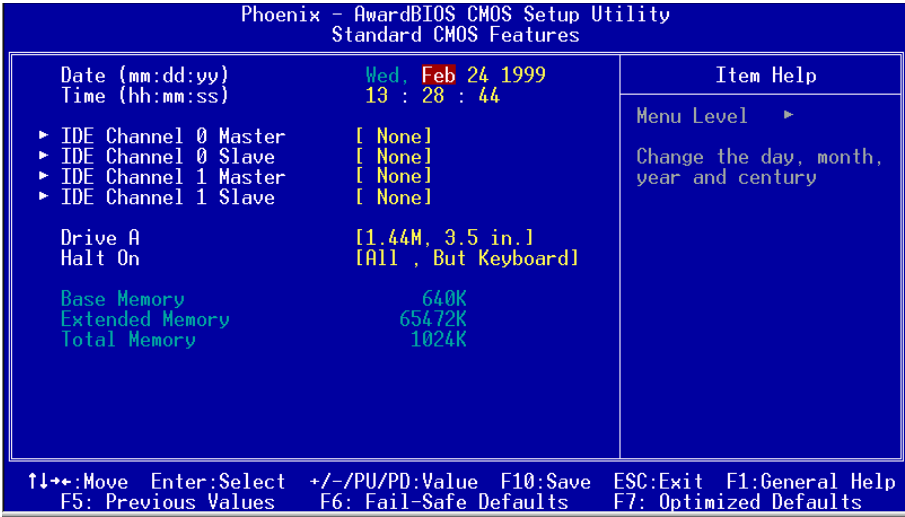 Phoenix - AwardBIOS CMOS Setup Utility
Standard CMOS Features
Date (mm:dd:yy) Wed, Feb 24 1999
Time (hh:mm:ss) 13 : 28 : 44
► IDE Channel 0 Master [ None]
► IDE Channel 0 Slave [ None]
► IDE Channel 1 Master [ None]
► IDE Channel 1 Slave [ None]
Drive A [1.44M, 3.5 in.]
Halt On [All , But Keyboard]
Base Memory 640K
Extended Memory 65472K
Total Memory 1024K
Item Help
Menu Level ►
Change the day, month,
year and century
↑↓→←:Move Enter:Select +/-/PU/PD:Value F10:Save ESC:Exit F1:General Help
F5: Previous Values F6: Fail-Safe Defaults F7: Optimized Defaults